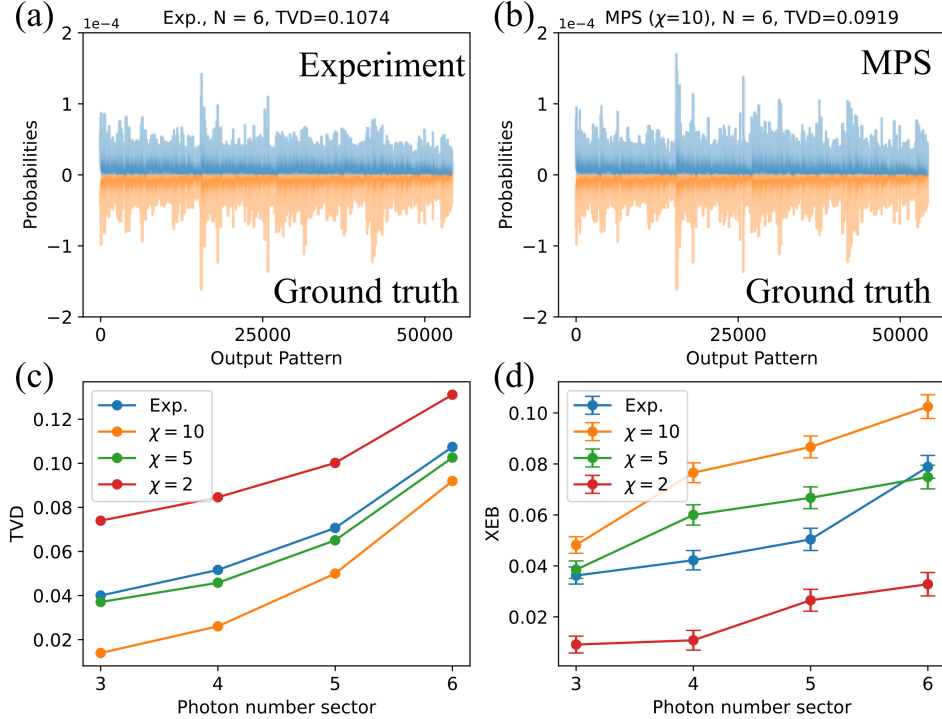 (a)
Exp., N = 6, TVD=0.1074
1e−4
Experiment
Ground truth
2
1
0
−1
−2
Probabilities
0
25000
50000
Output Pattern
(b)
MPS (χ=10), N = 6, TVD=0.0919
1e−4
MPS
Ground truth
2
1
0
−1
−2
Probabilities
0
25000
50000
Output Pattern
(c)
Exp.
χ = 10
χ = 5
χ = 2
0.12
0.10
0.08
0.06
0.04
0.02
TVD
3
4
5
6
Photon number sector
(d)
Exp.
χ = 10
χ = 5
χ = 2
0.10
0.08
0.06
0.04
0.02
XEB
3
4
5
6
Photon number sector